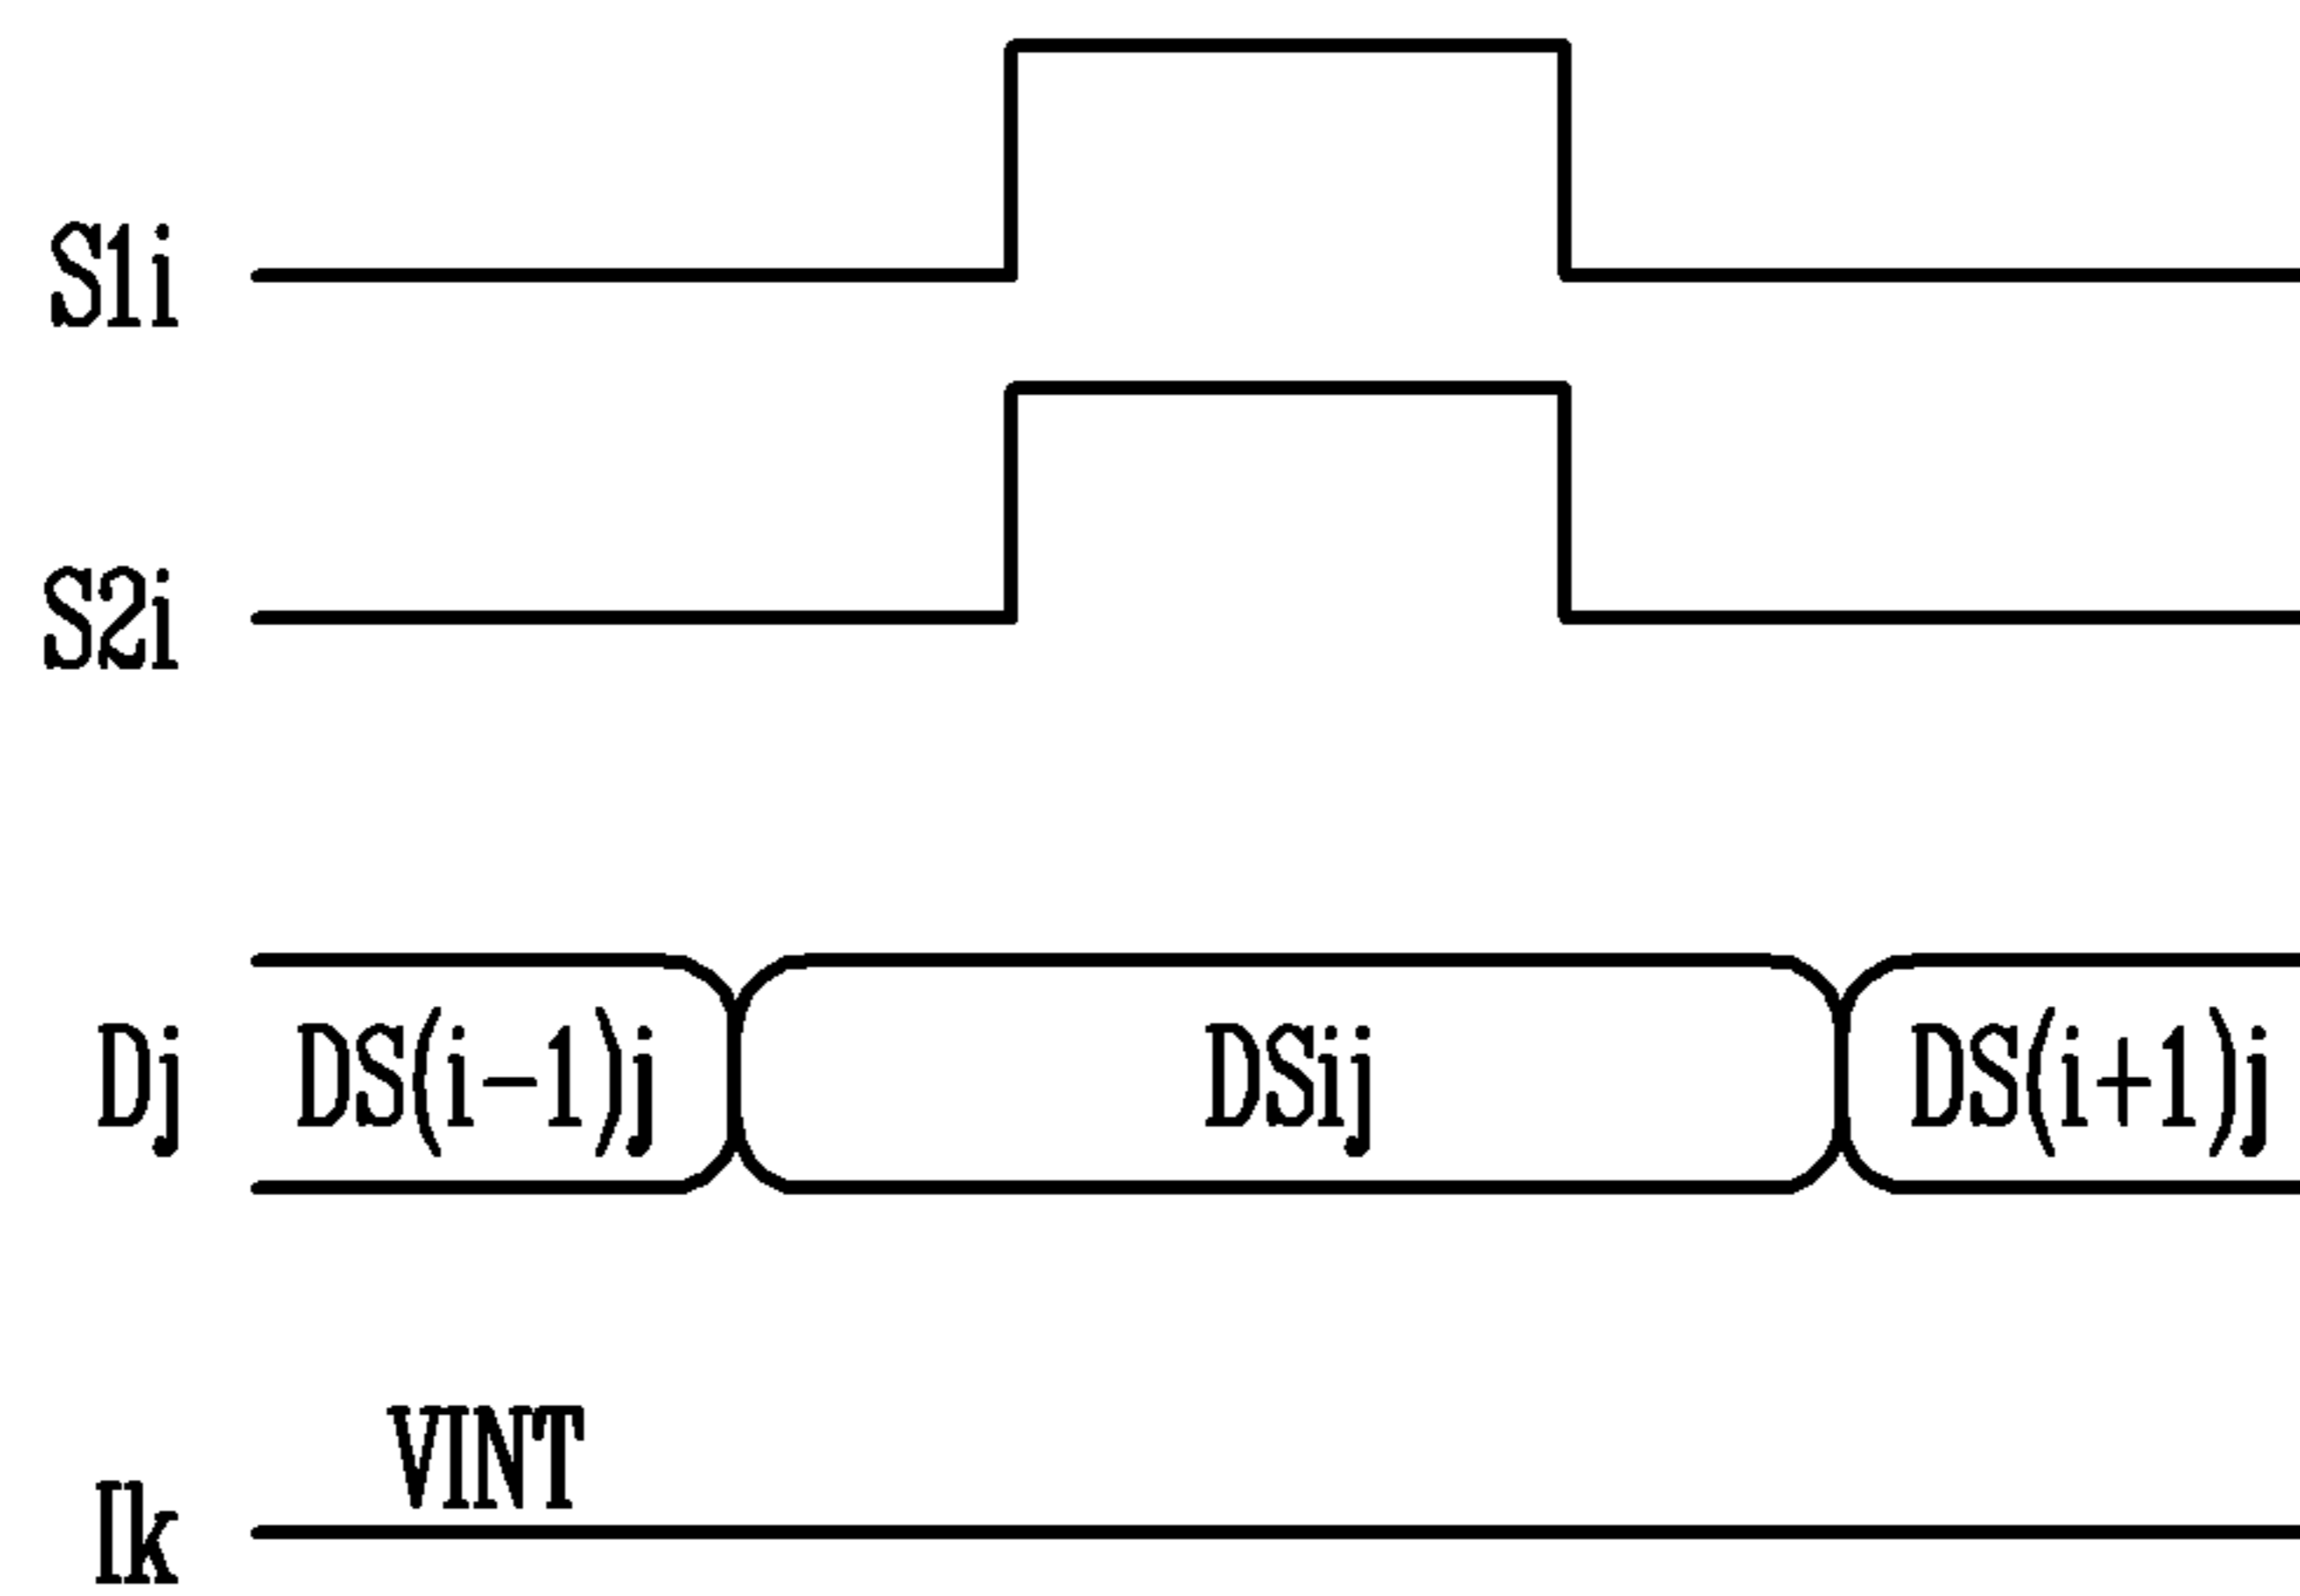 S1i
S2i
Dj DS(i-1)j DSij DS(i+1)j
VINT
Ik